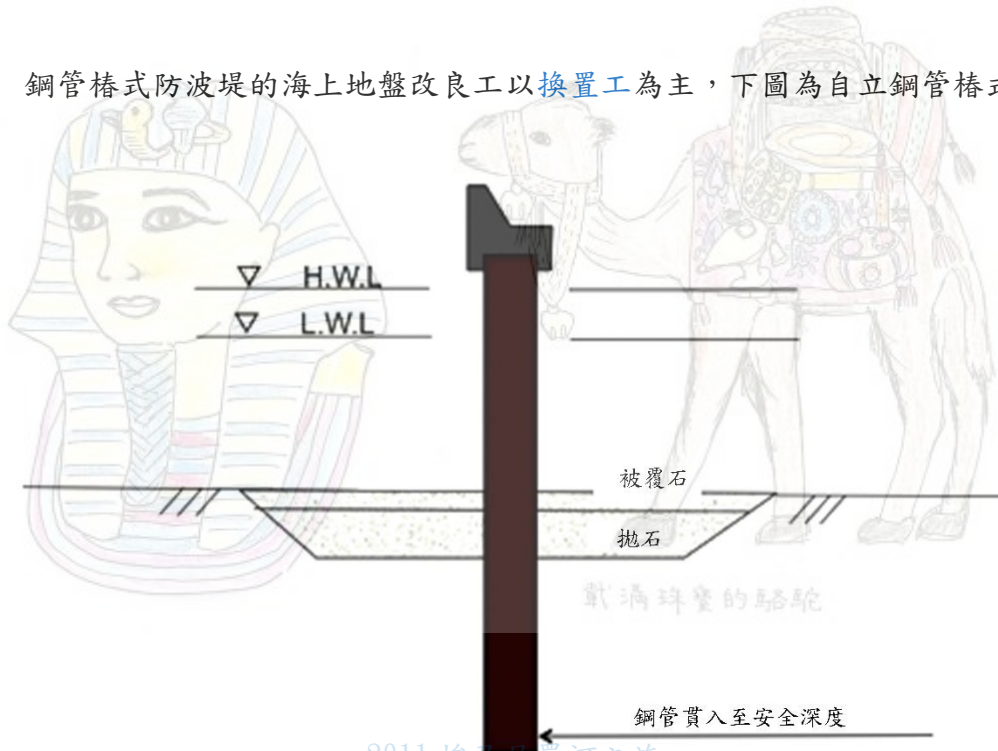 鋼管樁式防波堤的海上地盤改良工以換置工為主，下圖為自立鋼管樁式
H.W.L
L.W.L
被覆石
拋石
戴滿珠寶的駱駝
鋼管貫入至安全深度